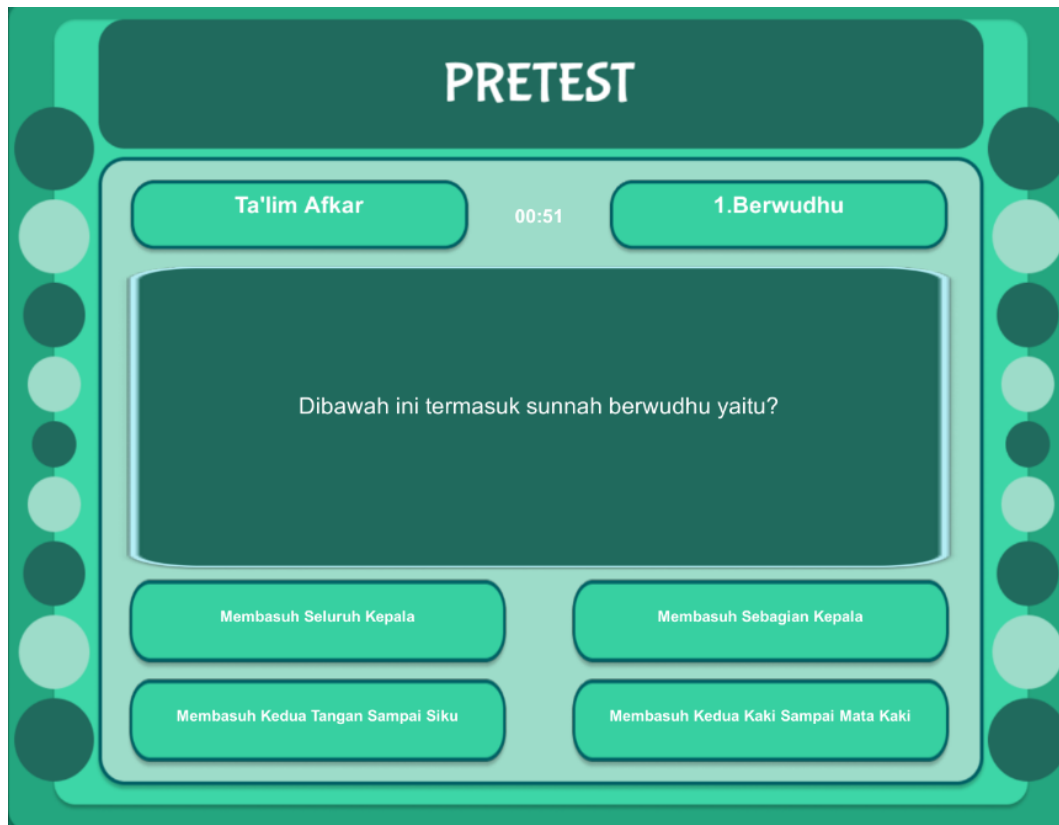 PRETEST
Ta'lim Afkar
00:51
1.Berwudhu
Dibawah ini termasuk sunnah berwudhu yaitu?
Membasuh Seluruh Kepala
Membasuh Sebagian Kepala
Membasuh Kedua Tangan Sampai Siku
Membasuh Kedua Kaki Sampai Mata Kaki